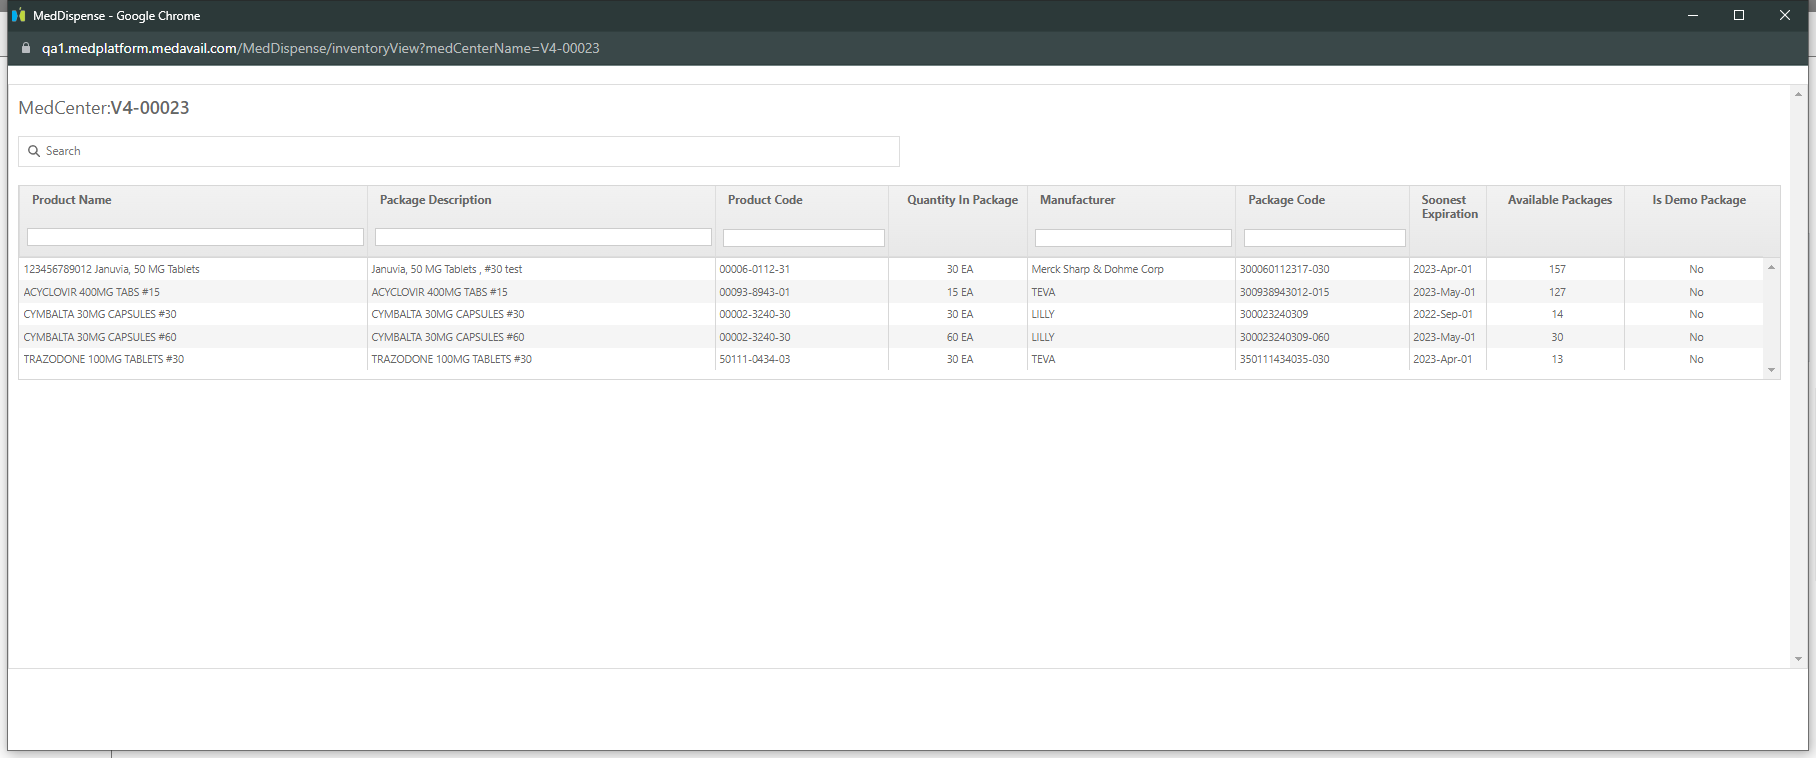 MedDispense - Google Chrome
qa1.medplatform.medavail.com/MedDispense/inventoryView?medCenterName=V4-00023
MedCenter:V4-00023
Search
Product Name Package Description Product Code Quantity In Package Manufacturer Package Code Soonest Expiration Available Packages Is Demo Package
123456789012 Januvia, 50 MG Tablets Januvia, 50 MG Tablets , #30 test 00006-0112-31 30 EA Merck Sharp & Dohme Corp 300060112317-030 2023-Apr-01 157 No
ACYCLOVIR 400MG TABS #15 ACYCLOVIR 400MG TABS #15 00093-8943-01 15 EA TEVA 300938943012-015 2023-May-01 127 No
CYMBALTA 30MG CAPSULES #30 CYMBALTA 30MG CAPSULES #30 00002-3240-30 30 EA LILLY 300023240309 2022-Sep-01 14 No
CYMBALTA 30MG CAPSULES #60 CYMBALTA 30MG CAPSULES #60 00002-3240-30 60 EA LILLY 300023240309-060 2023-May-01 30 No
TRAZODONE 100MG TABLETS #30 TRAZODONE 100MG TABLETS #30 50111-0434-03 30 EA TEVA 350111434035-030 2023-Apr-01 13 No